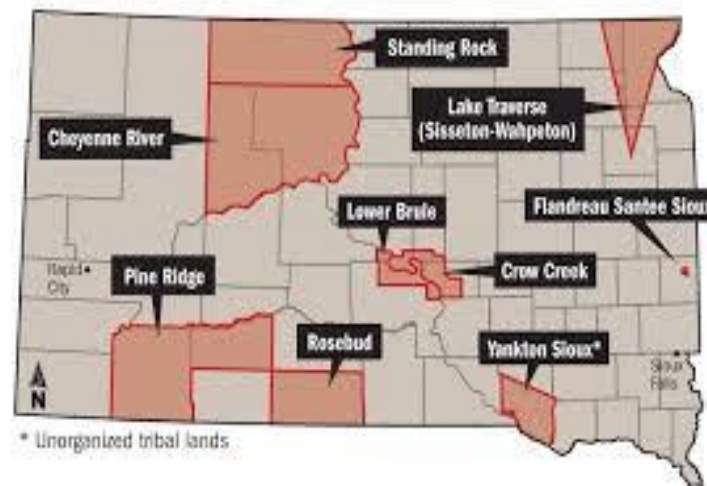 Standing Rock
Lake Traverse
(Sisseton-Wahpeton)
Cheyenne River
Lower Brule
Flandreau Santee Sioux
Rapid
City
Pine Ridge
Crow Creek
Rosebud
Yankton Sioux*
Sioux
Falls
N
* Unorganized tribal lands